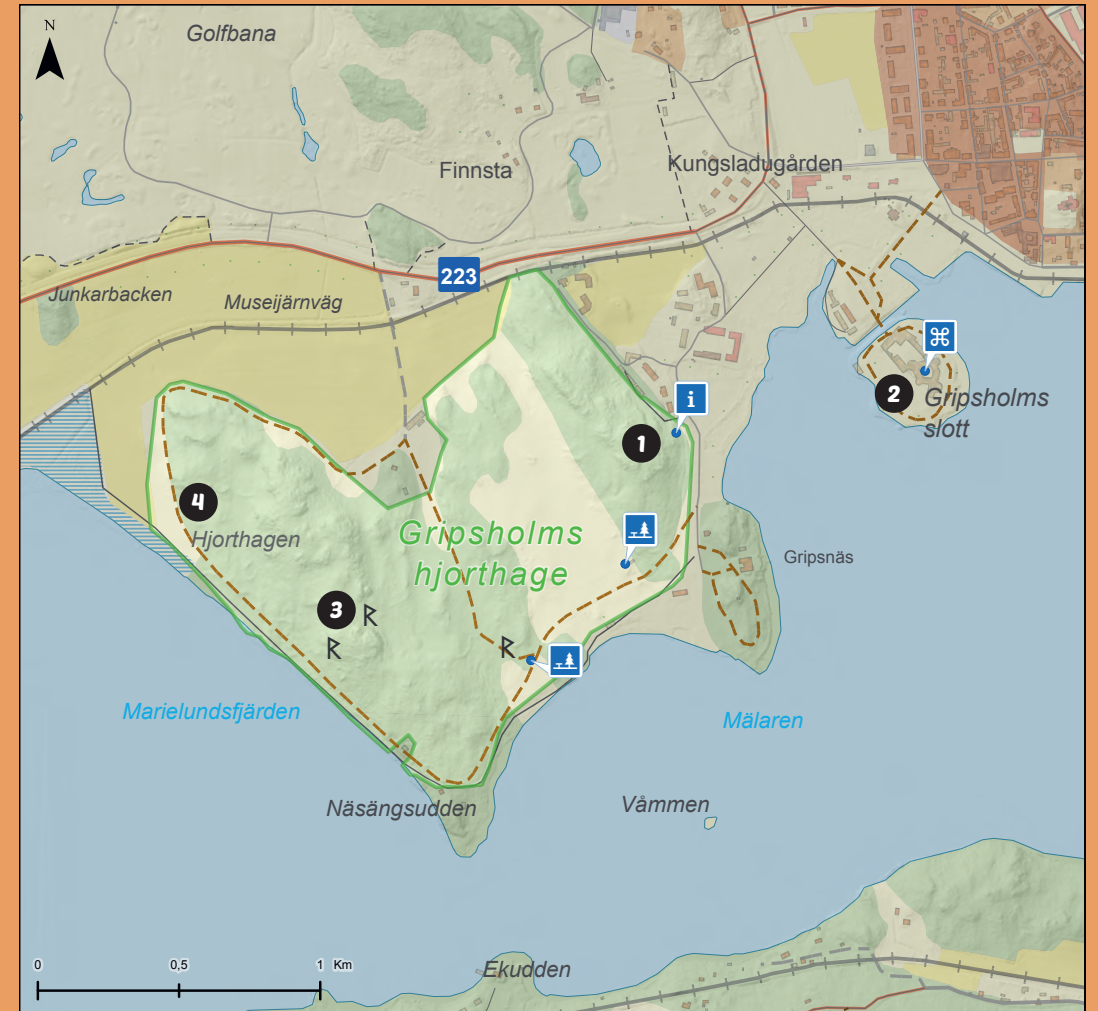 N
Golfbana
Finnsta
Kungsladugården
223
Junkarbacken
Museijärnväg
⌘
i
1
2
Gripsholms
slott
4
Hjorthagen
Gripsholms
hjorthage
Gripsnäs
3
R
R
R
Marielundsfjärden
Mälaren
Näsängsudden
Våmmen
0
0,5
1 Km
Ekudden